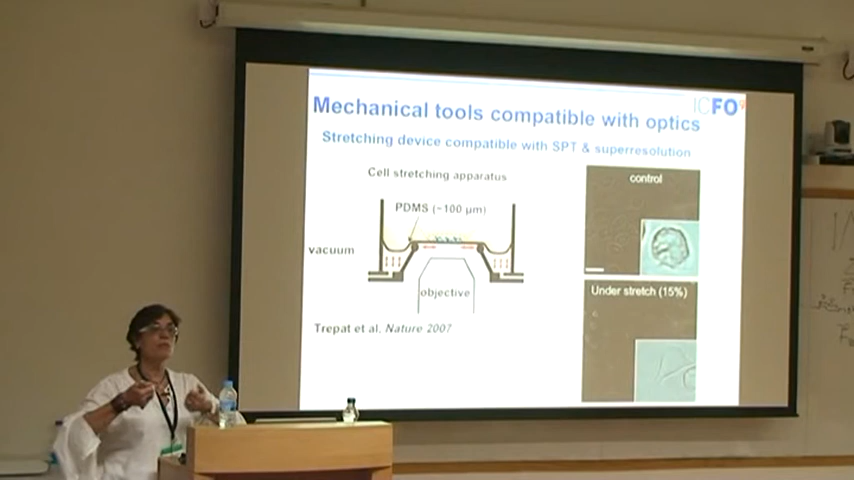 ICFO
Mechanical tools compatible with optics
Stretching device compatible with SPT & superresolution
Cell stretching apparatus
PDMS (~100 µm)
vacuum
objective
Trepat et al, Nature 2007
control
Under stretch (15%)